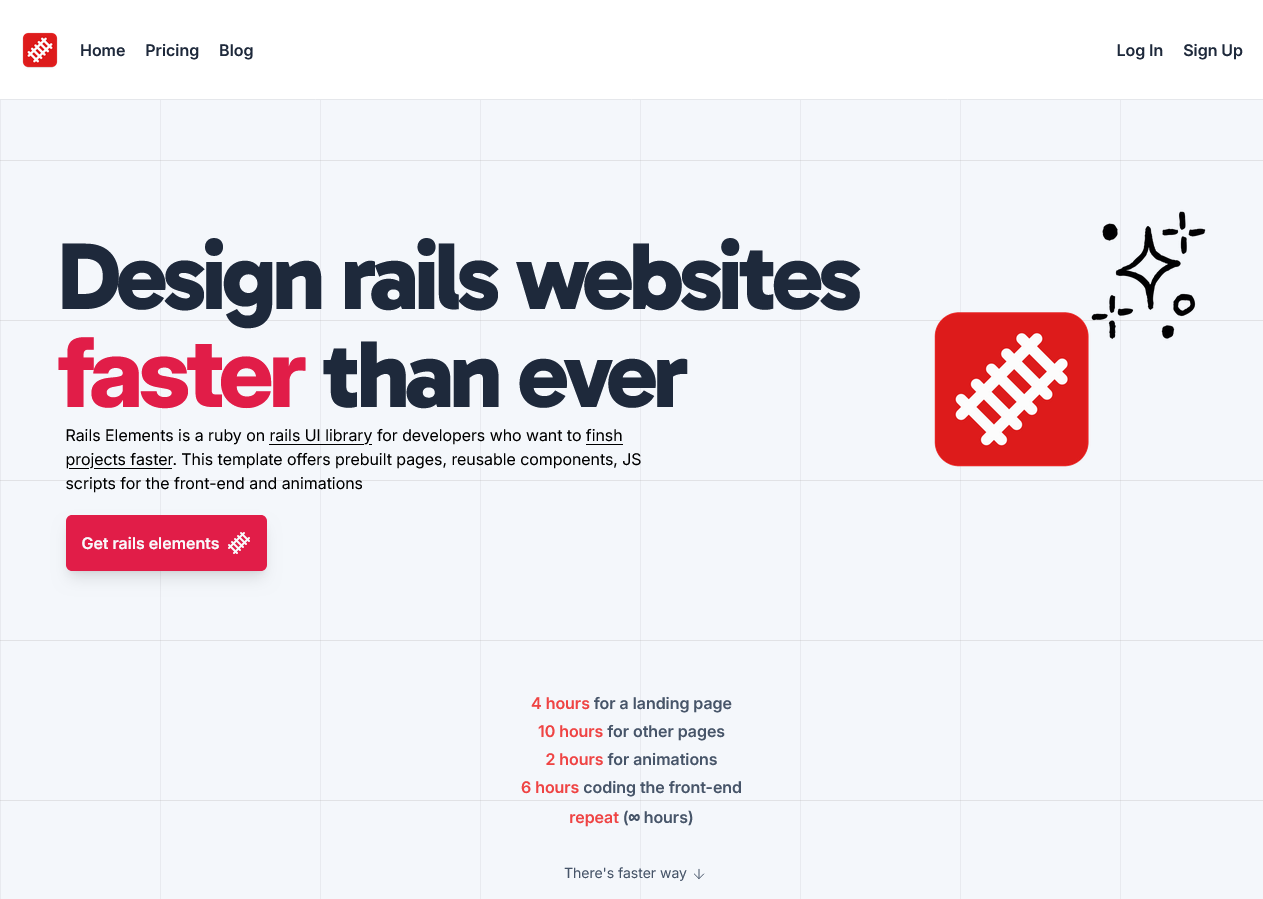 Home Pricing Blog Log In Sign Up
Design rails websites
faster than ever
Rails Elements is a ruby on rails UI library for developers who want to finsh
projects faster. This template offers prebuilt pages, reusable components, JS
scripts for the front-end and animations
Get rails elements
4 hours for a landing page
10 hours for other pages
2 hours for animations
6 hours coding the front-end
repeat (∞ hours)
There's faster way ↓